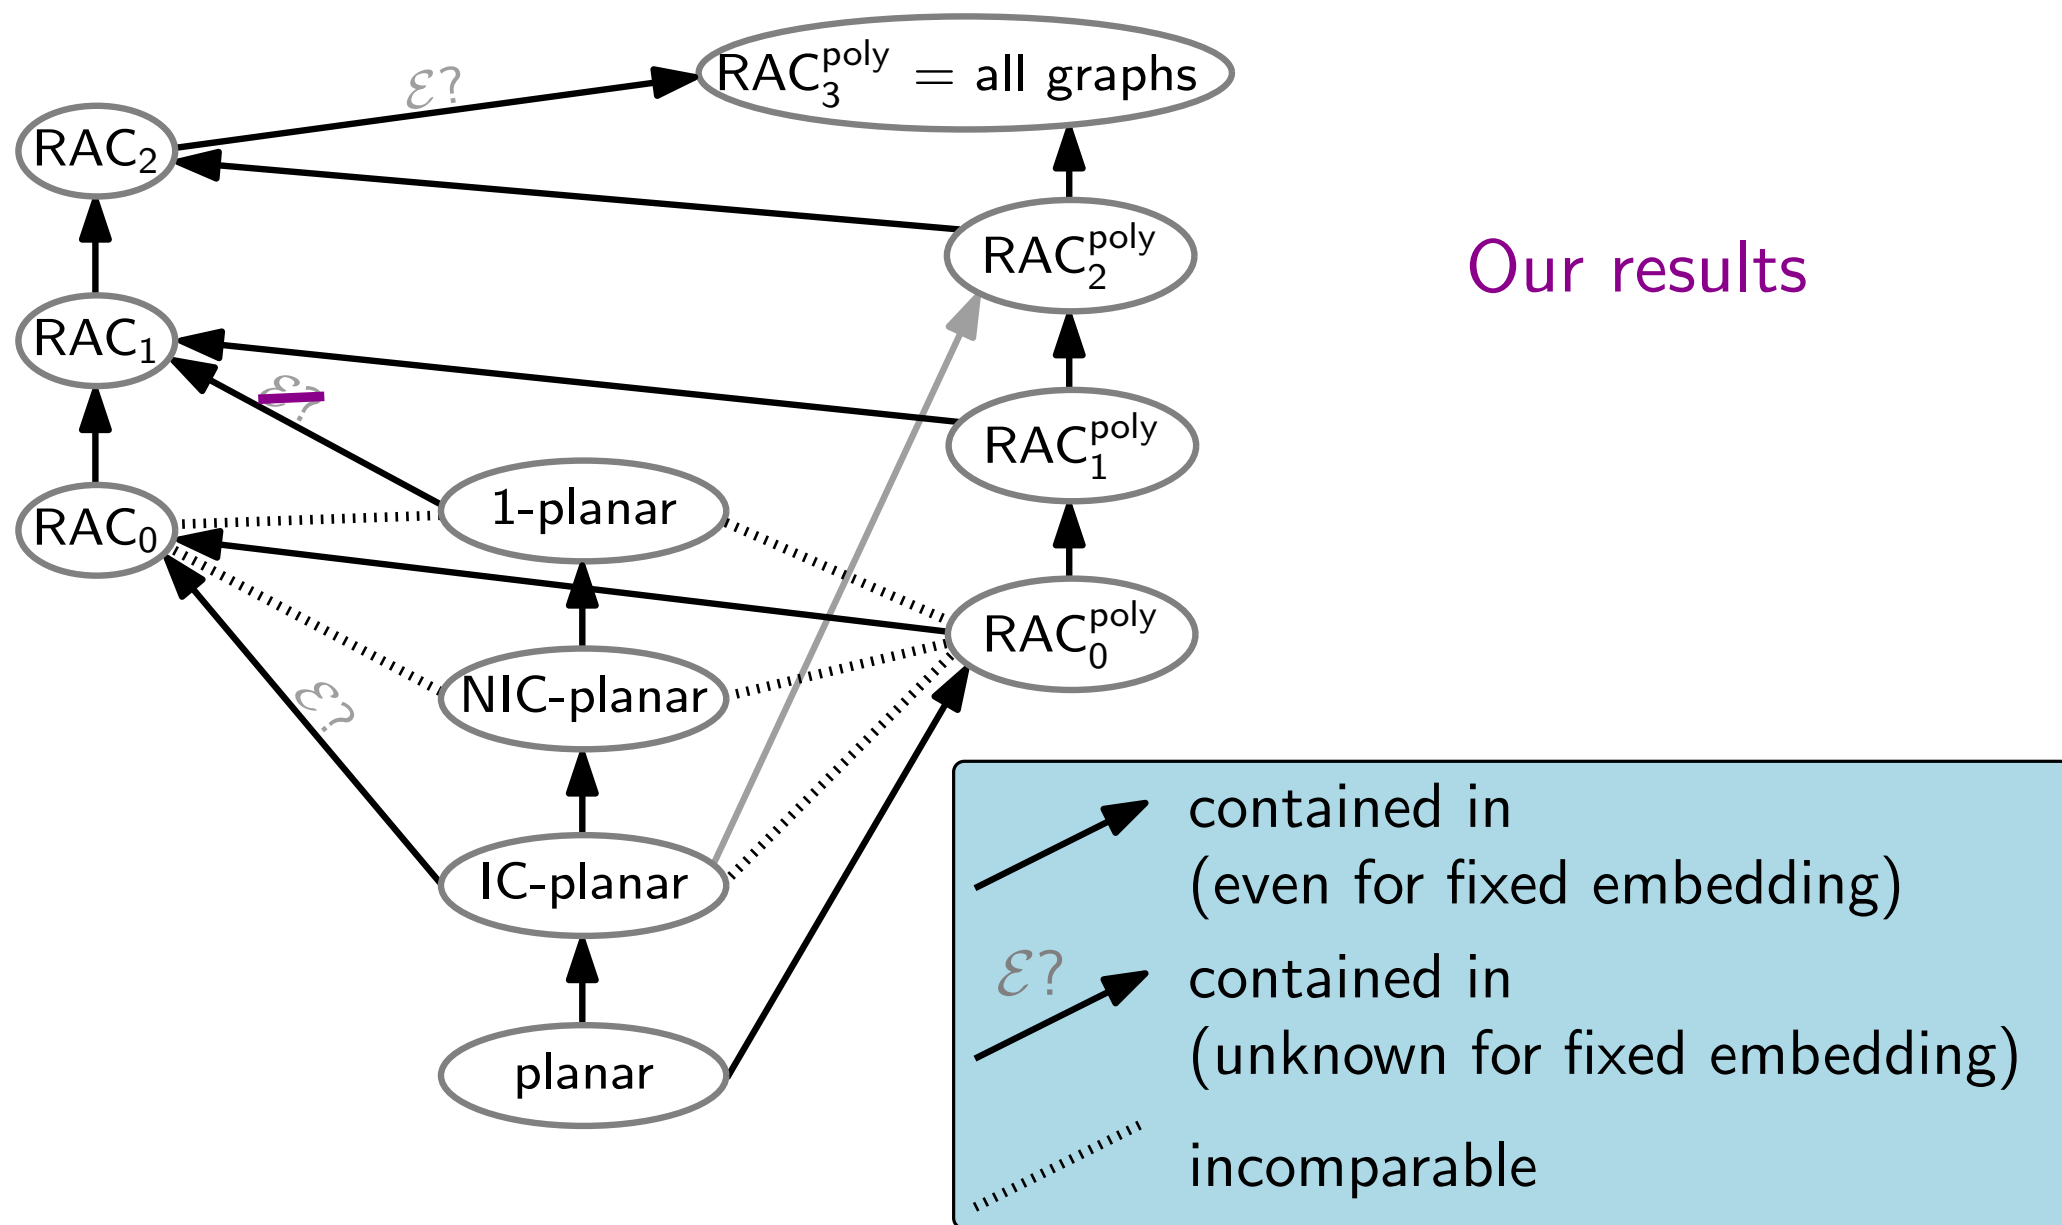 RAC₃^poly = all graphs
ℰ?
RAC₂
RAC₂^poly
Our results
RAC₁
ℰ?
RAC₁^poly
1-planar
RAC₀
RAC₀^poly
NIC-planar
ℰ?
IC-planar
planar
contained in
(even for fixed embedding)
ℰ?
contained in
(unknown for fixed embedding)
incomparable